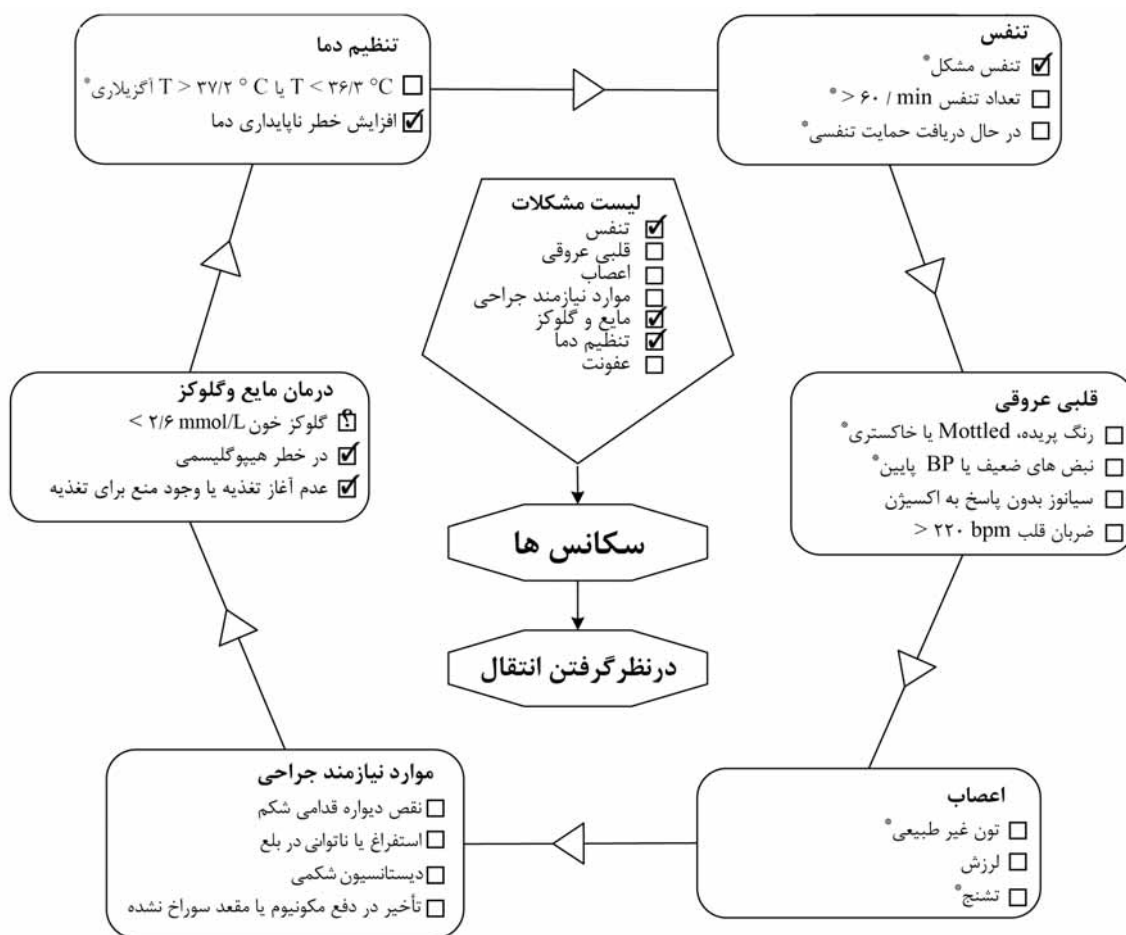 تنفس
☑ تنفس مشکل*
☐ تعداد تنفس > ۶۰ / min *
☐ در حال دریافت حمایت تنفسی*
قلبی عروقی
☐ رنگ پریده، Mottled یا خاکستری*
☐ نبض های ضعیف یا BP پایین*
☐ سیانوز بدون پاسخ به اکسیژن
☐ ضربان قلب > ۲۲۰ bpm
اعصاب
☐ تون غیر طبیعی*
☐ لرزش
☐ تشنج*
موارد نیازمند جراحی
☐ نقص دیواره قدامی شکم
☐ استفراغ یا ناتوانی در بلع
☐ دیستانسیون شکمی
☐ تأخیر در دفع مکونیوم یا مقعد سوراخ نشده
درمان مایع وگلوکز
؟ گلوکز خون < ۲/۶ mmol/L
☑ در خطر هیپوگلیسمی
☑ عدم آغاز تغذیه یا وجود منع برای تغذیه
تنظیم دما
☐ T < ۳۶/۳ °C یا T > ۳۷/۲ °C آگزیلاری*
☑ افزایش خطر ناپایداری دما
لیست مشکلات
☑ تنفس
☐ قلبی عروقی
☐ اعصاب
☐ موارد نیازمند جراحی
☑ مایع و گلوکز
☑ تنظیم دما
☐ عفونت
سکانس ها
درنظرگرفتن انتقال